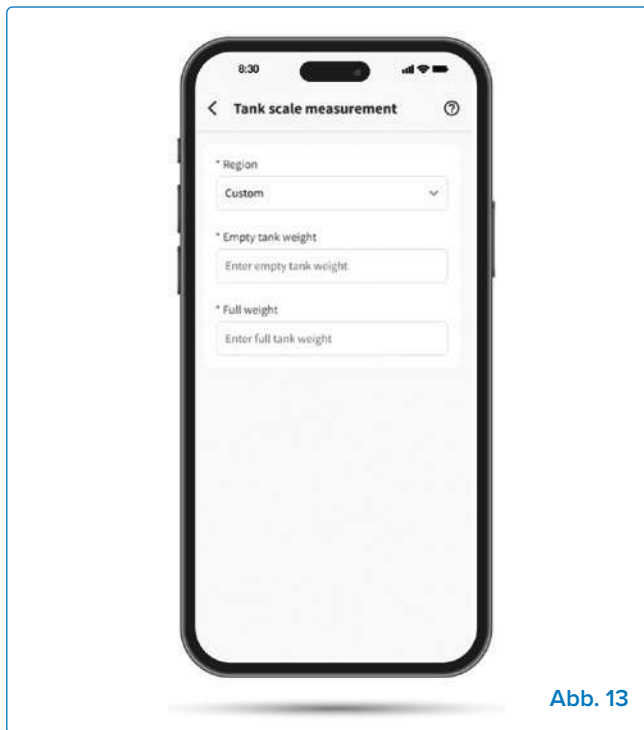 8:30
Tank scale measurement
* Region
Custom
* Empty tank weight
Enter empty tank weight
* Full weight
Enter full tank weight
Abb. 13